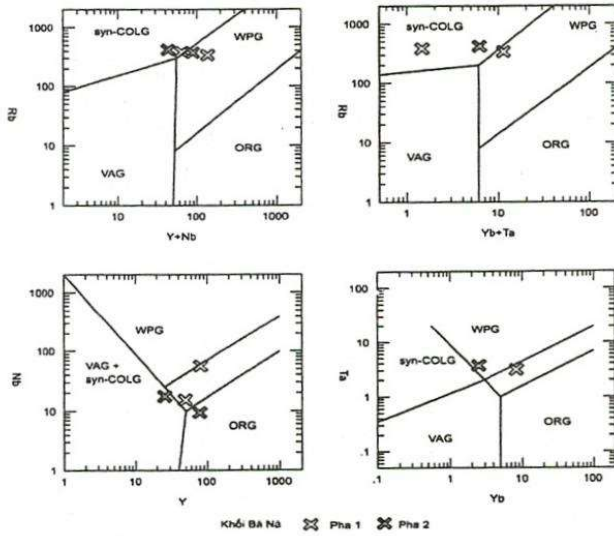 1000
syn-COLG
WPG
100
Rb
10
VAG
ORG
1
10
100
1000
Y+Nb
1000
syn-COLG
WPG
100
Rb
10
VAG
ORG
1
1
10
100
Yb+Ta
1000
WPG
100
Nb
VAG +
syn-COLG
10
ORG
1
1
10
100
1000
Y
100
WPG
10
syn-COLG
Ta
1
VAG
ORG
.1
.1
1
10
100
Yb
Khối Bà Nà Pha 1 Pha 2